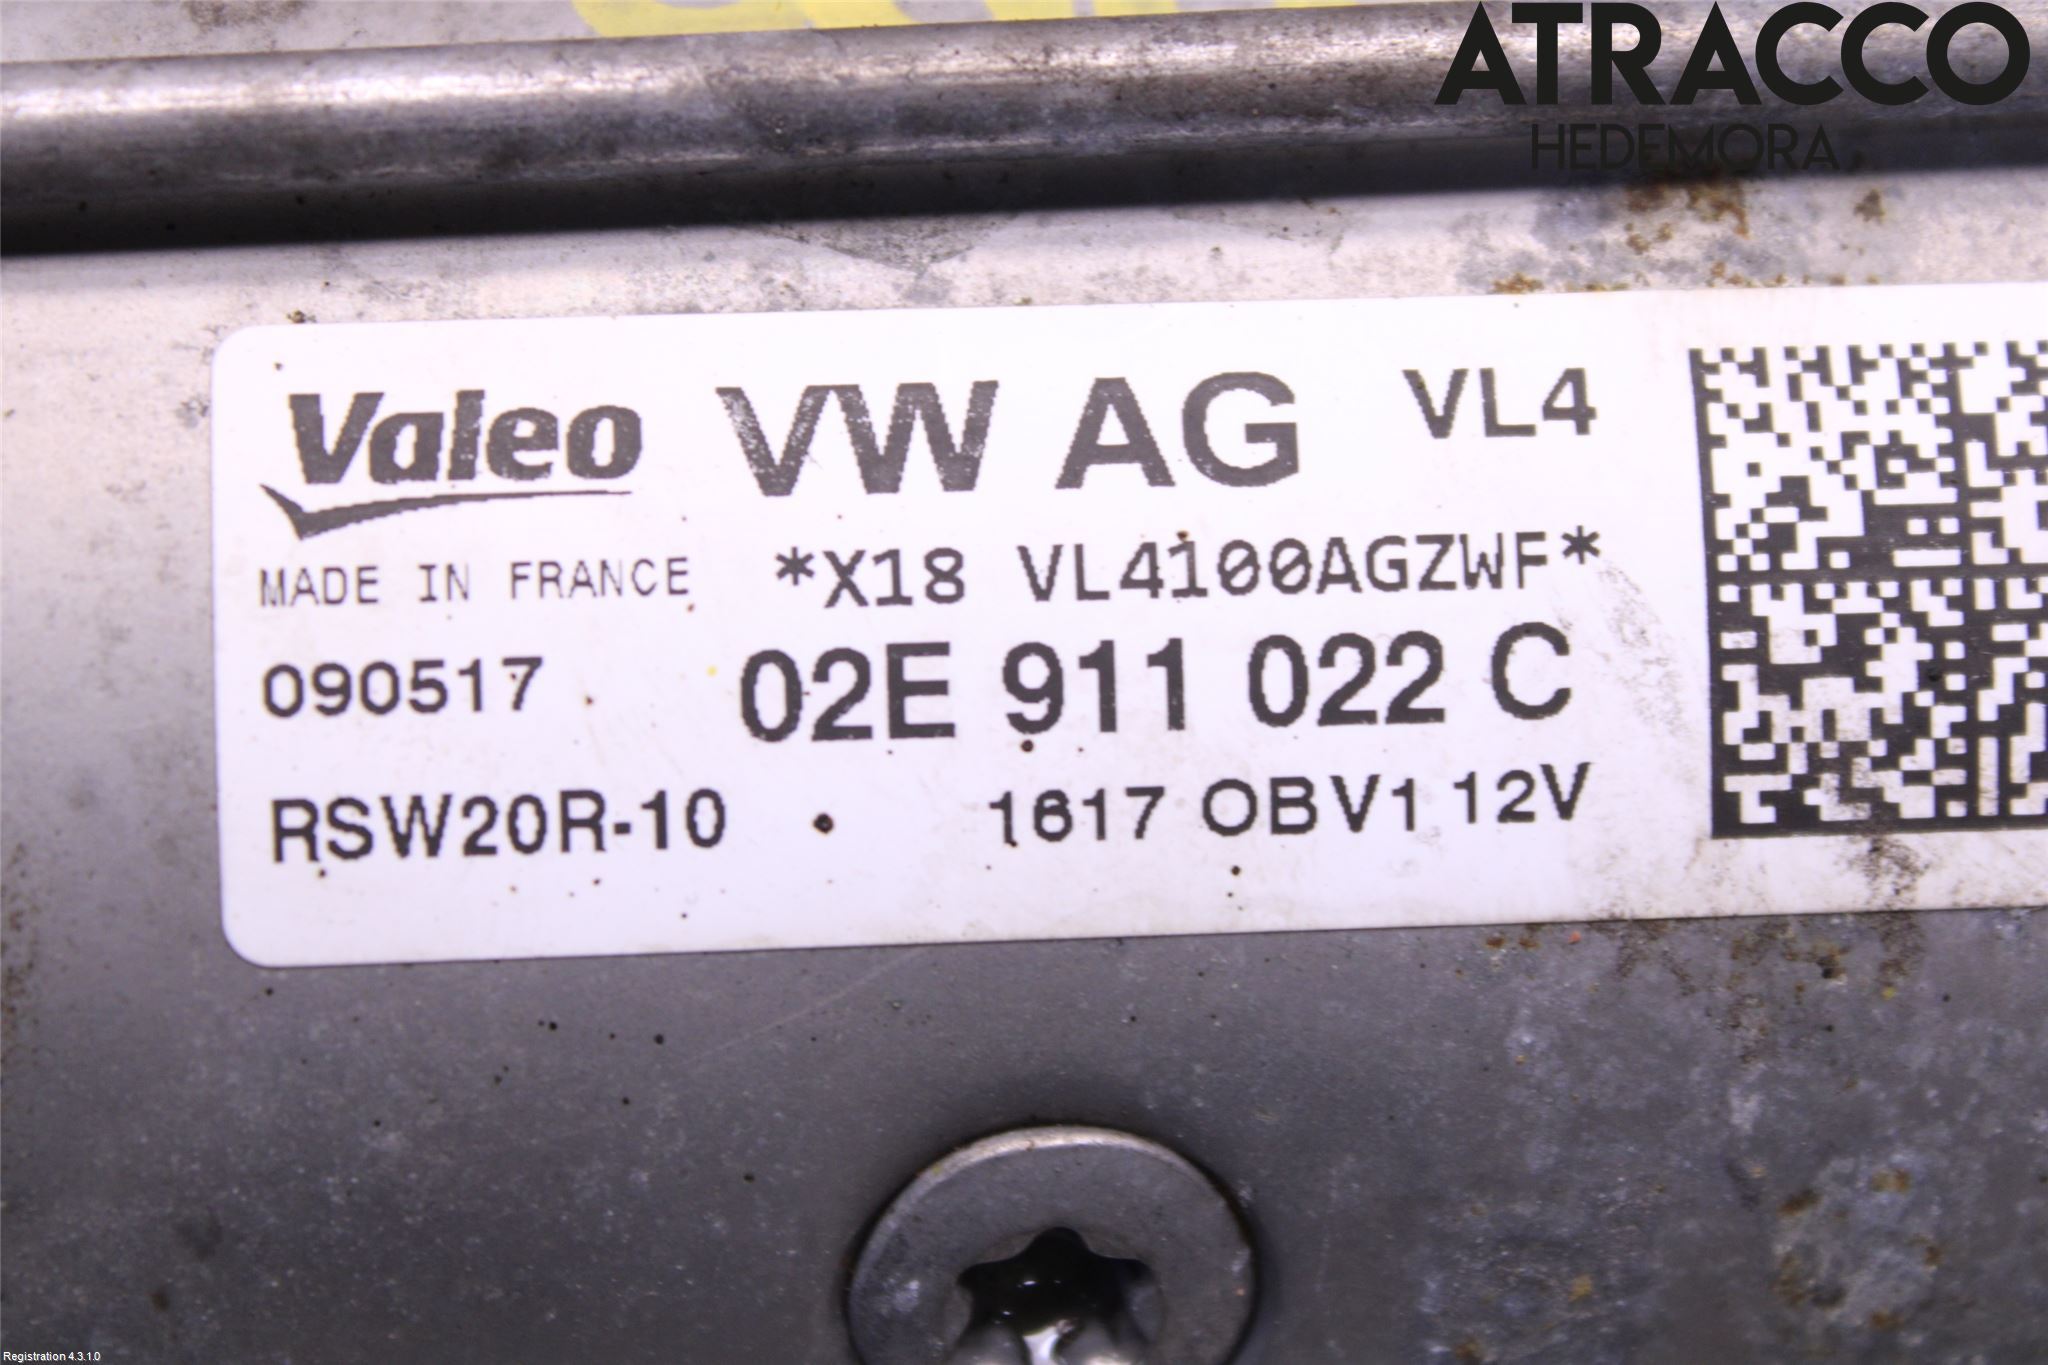 ATRACCO
HEDEMORA
Valeo VW AG VL4
MADE IN FRANCE *X18 VL4100AGZWF*
090517 02E 911 022 C
RSW20R-10 1617 OBV1 12V
Registration 4.3.1.0